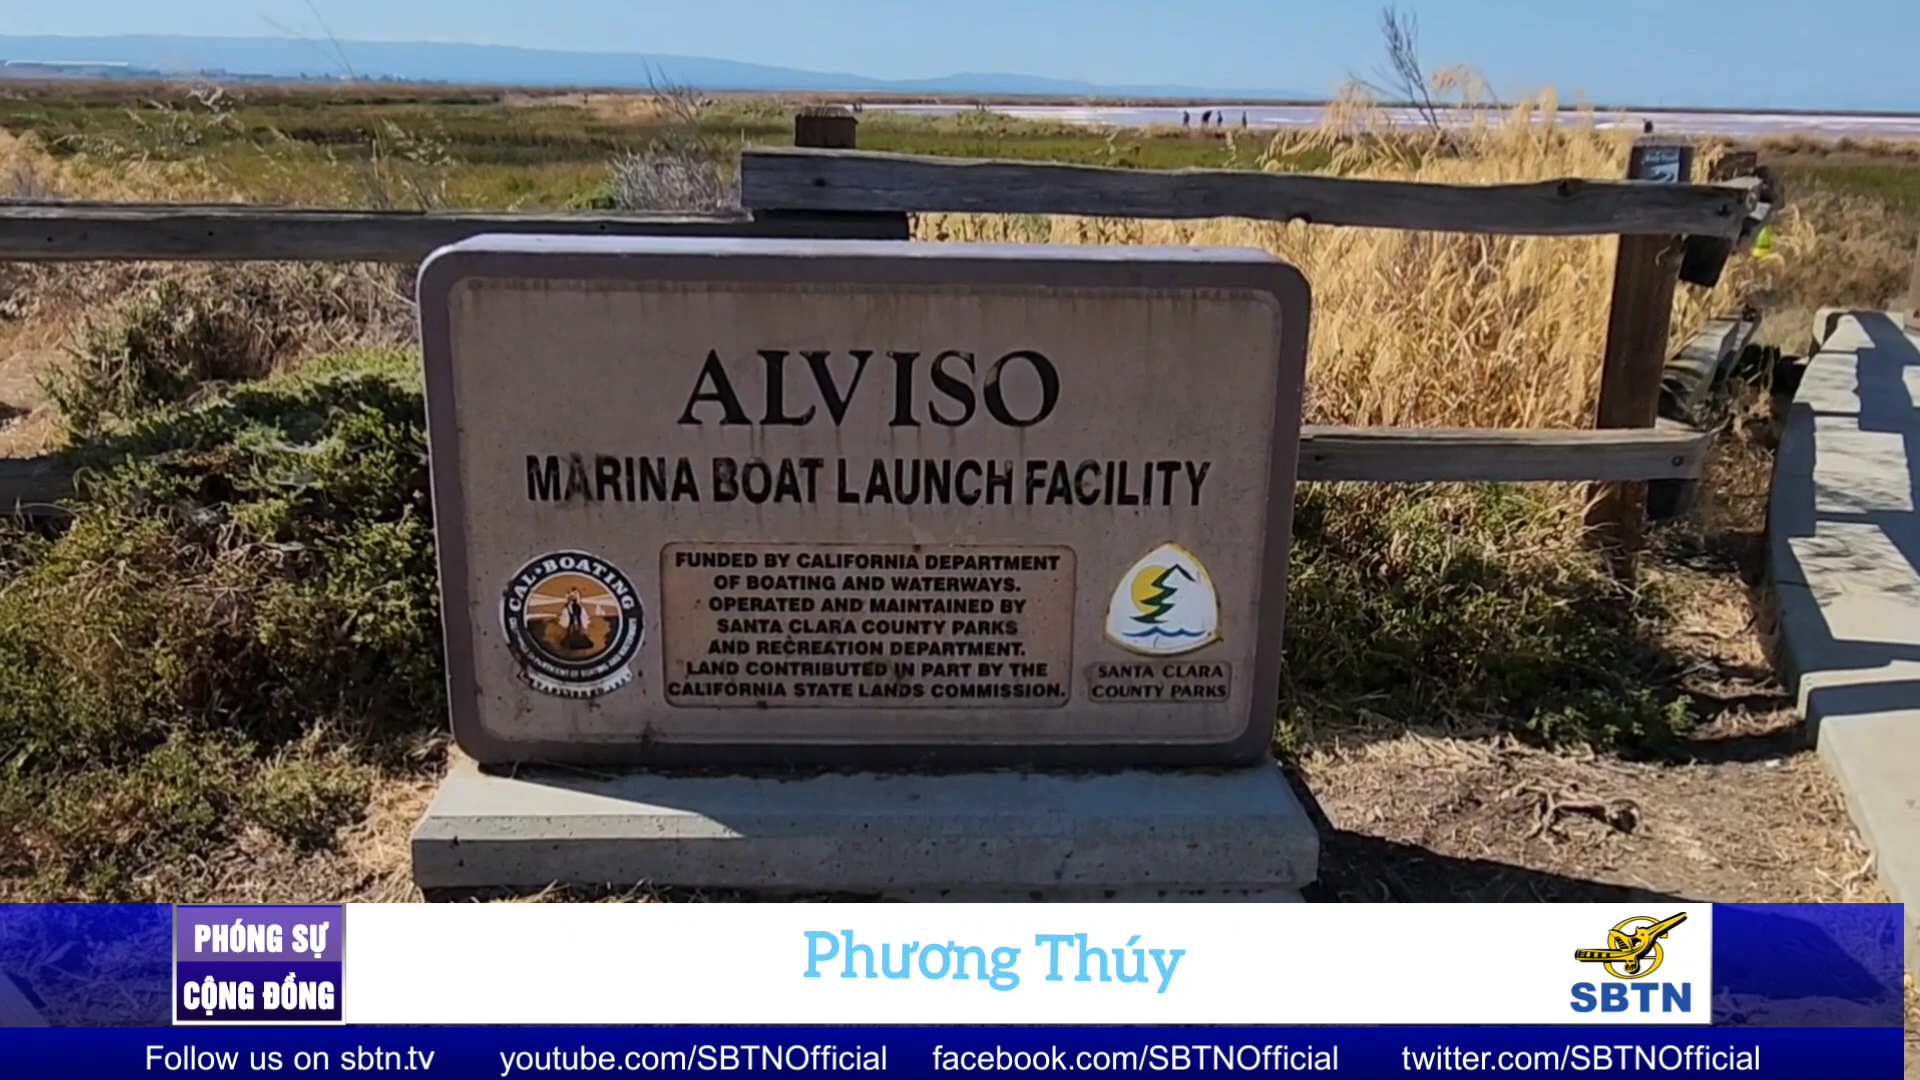 ALVISO
MARINA BOAT LAUNCH FACILITY
CAL BOATING
FUNDED BY CALIFORNIA DEPARTMENT
OF BOATING AND WATERWAYS.
OPERATED AND MAINTAINED BY
SANTA CLARA COUNTY PARKS
AND RECREATION DEPARTMENT.
LAND CONTRIBUTED IN PART BY THE
CALIFORNIA STATE LANDS COMMISSION.
SANTA CLARA
COUNTY PARKS
PHÓNG SỰ
CỘNG ĐỒNG
Phương Thúy
SBTN
Follow us on sbtn.tv youtube.com/SBTNOfficial facebook.com/SBTNOfficial twitter.com/SBTNOfficial